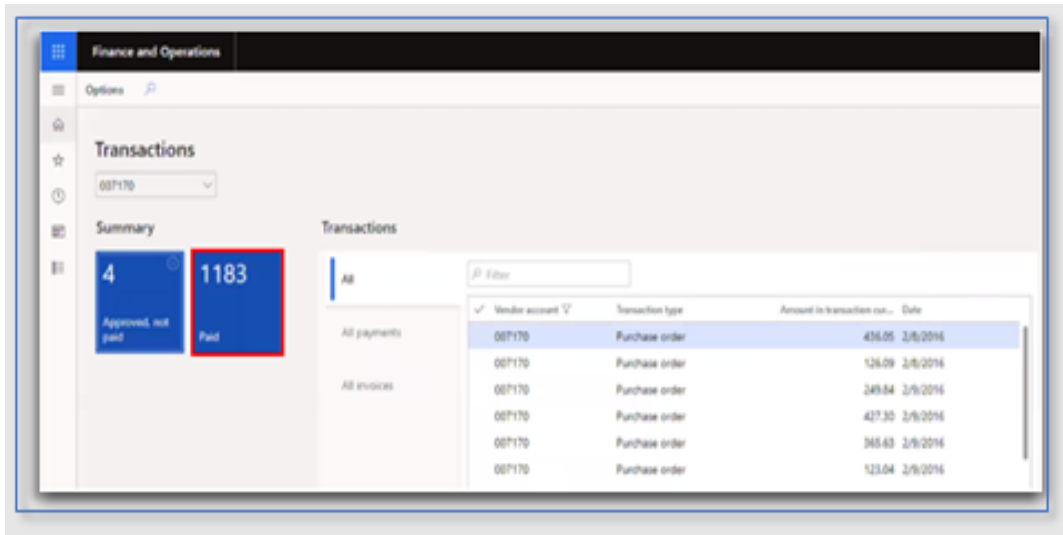 Finance and Operations
Options
Transactions
007170
Summary
Transactions
4
Approved, not
paid
1183
Paid
All
All payments
All invoices
Filter
Vendor account Transaction type Amount in transaction cur... Date
007170 Purchase order 436.05 2/8/2016
007170 Purchase order 126.09 2/8/2016
007170 Purchase order 249.84 2/9/2016
007170 Purchase order 427.30 2/9/2016
007170 Purchase order 365.63 2/9/2016
007170 Purchase order 123.04 2/9/2016